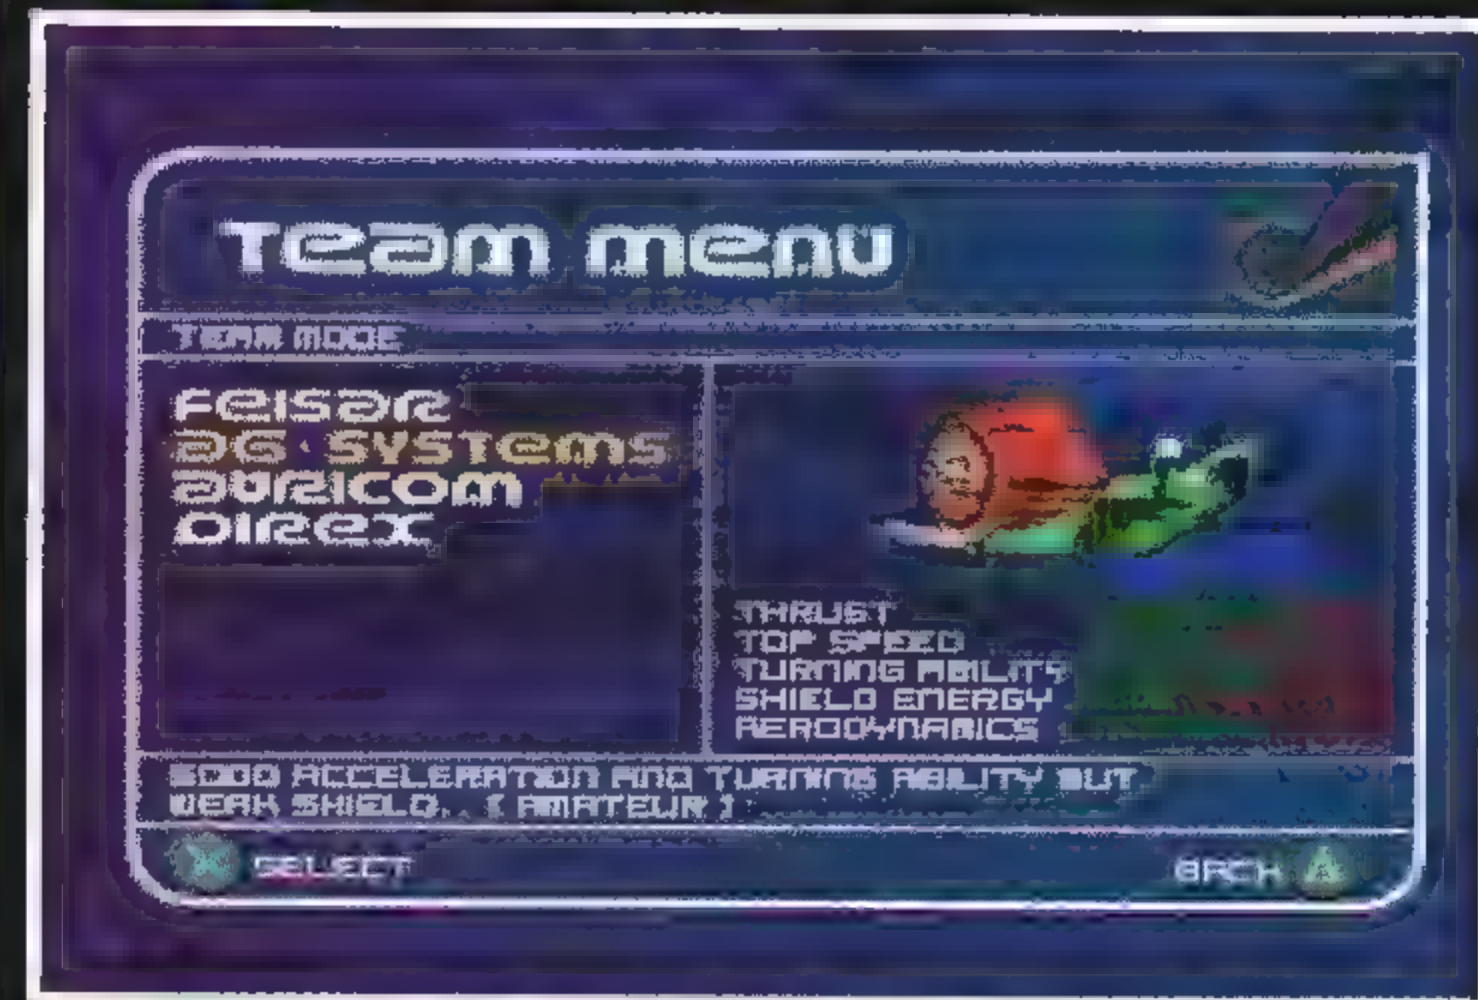 Team menu
TEAM MODE
FEISAR
AG SYSTEMS
AURICOM
DIREX
THRUST
TOP SPEED
TURNING ABILITY
SHIELD ENERGY
AERODYNAMICS
GOOD ACCELERATION AND TURNING ABILITY BUT
WEAK SHIELD. [ AMATEUR ]
SELECT
BACK